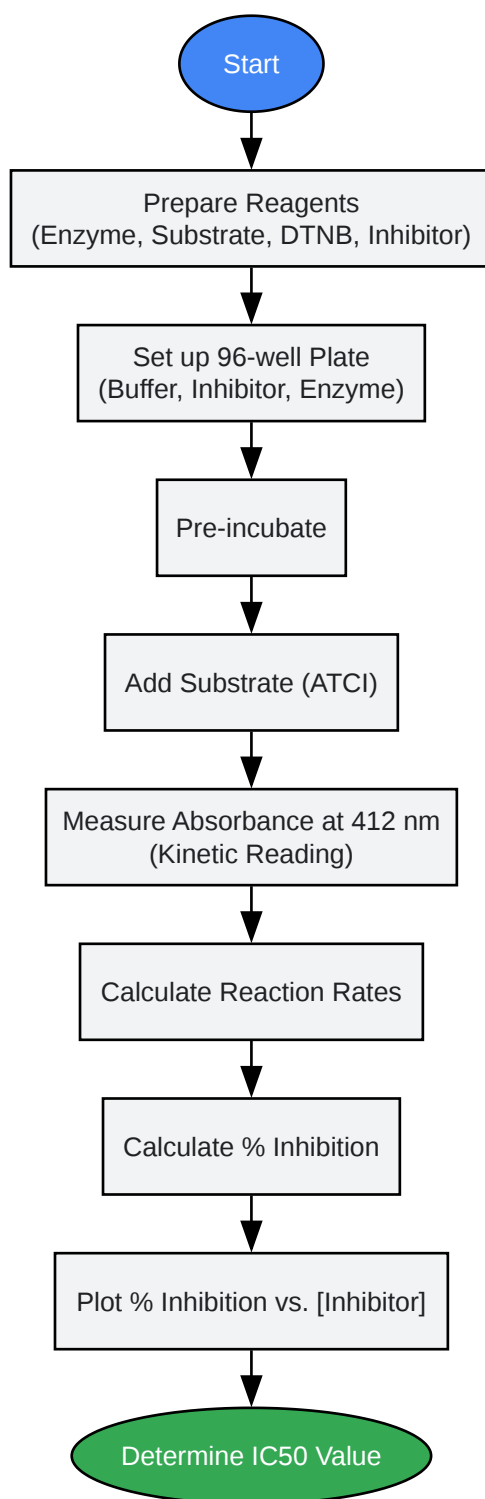 Start
Prepare Reagents
(Enzyme, Substrate, DTNB, Inhibitor)
Set up 96-well Plate
(Buffer, Inhibitor, Enzyme)
Pre-incubate
Add Substrate (ATCI)
Measure Absorbance at 412 nm
(Kinetic Reading)
Calculate Reaction Rates
Calculate % Inhibition
Plot % Inhibition vs. [Inhibitor]
Determine IC50 Value